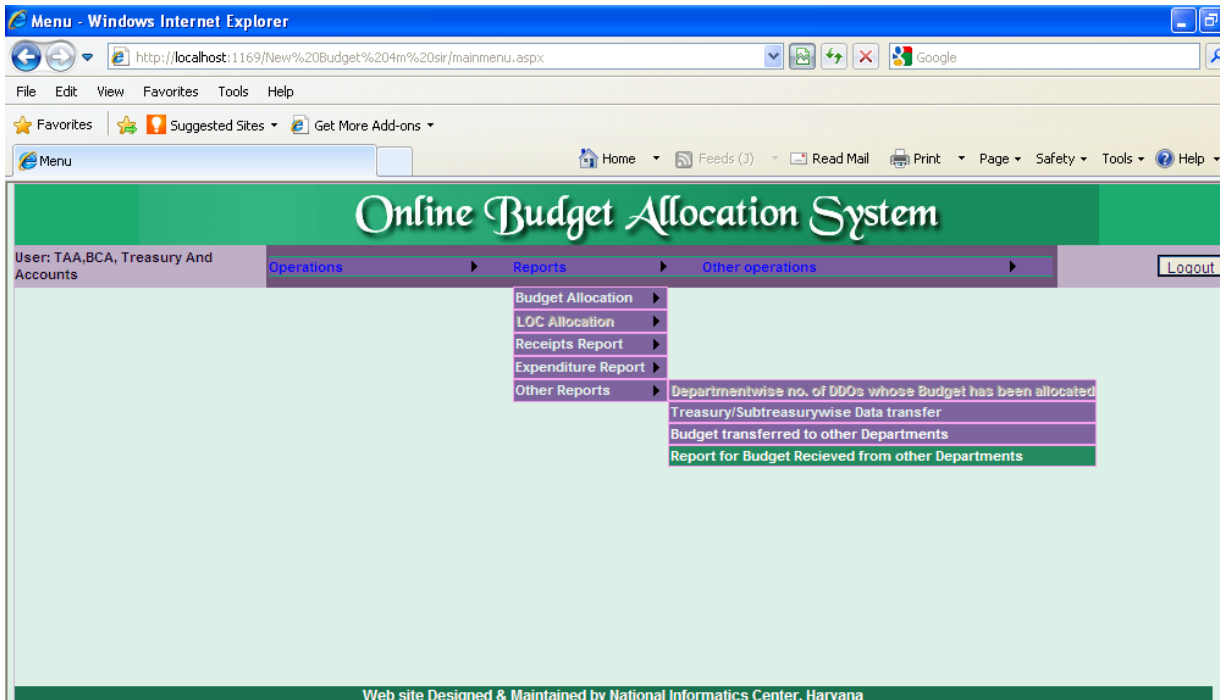 Menu - Windows Internet Explorer
http://localhost:1169/New%20Budget%204m%20sir/mainmenu.aspx
Google
File Edit View Favorites Tools Help
Favorites Suggested Sites Get More Add-ons
Menu Home Feeds (J) Read Mail Print Page Safety Tools Help
Online Budget Allocation System
User: TAA,BCA, Treasury And
Accounts
Operations Reports Other operations Logout
Budget Allocation
LOC Allocation
Receipts Report
Expenditure Report
Other Reports Departmentwise no. of DDOs whose Budget has been allocated
Treasury/Subtreasurywise Data transfer
Budget transferred to other Departments
Report for Budget Recieved from other Departments
Web site Designed & Maintained by National Informatics Center, Haryana